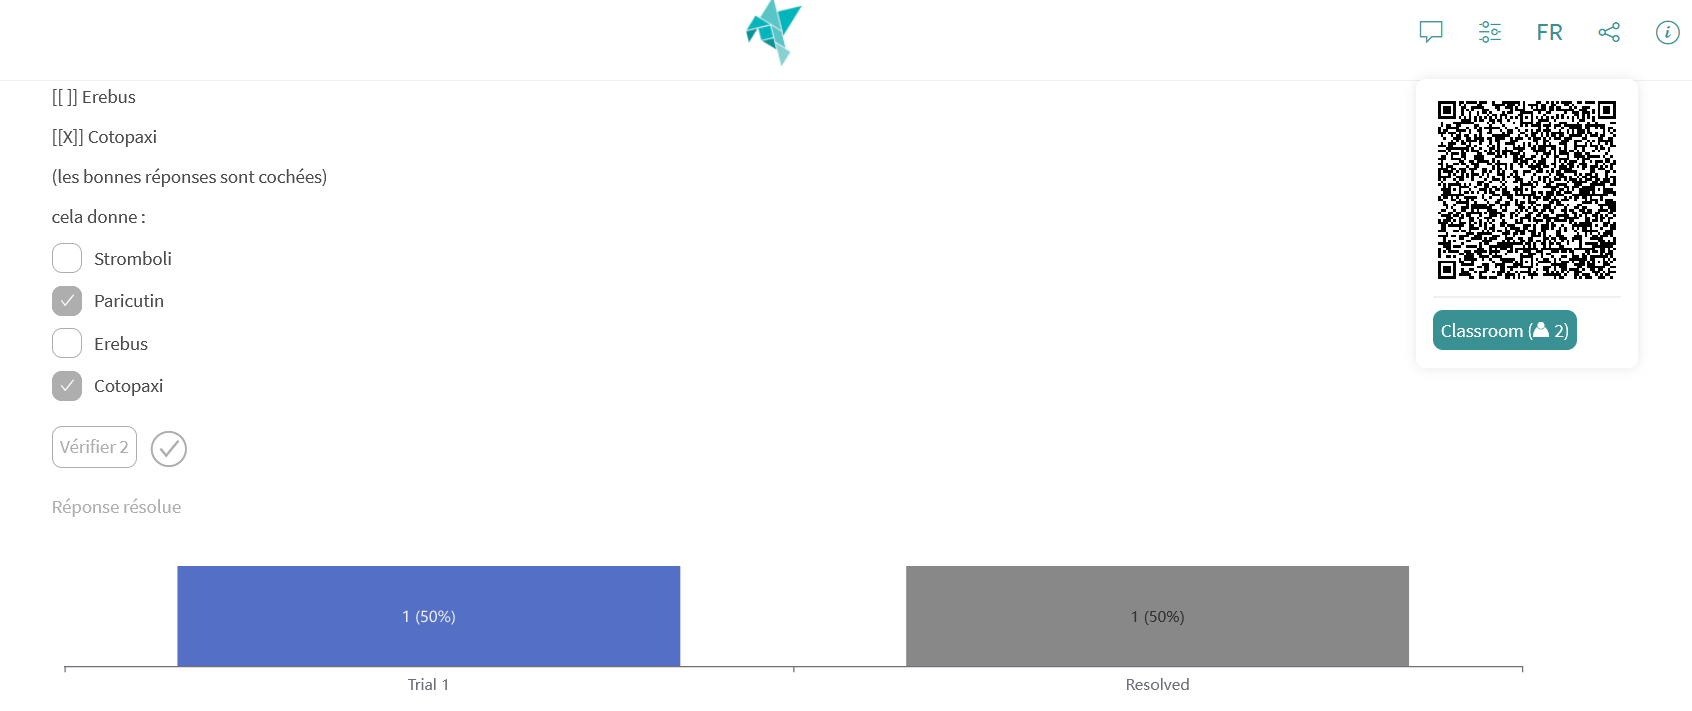 FR
[[ ]] Erebus
[[X]] Cotopaxi
(les bonnes réponses sont cochées)
cela donne :
Stromboli
Paricutin
Erebus
Cotopaxi
Classroom ( 2)
Vérifier 2
Réponse résolue
1 (50%)
1 (50%)
Trial 1
Resolved